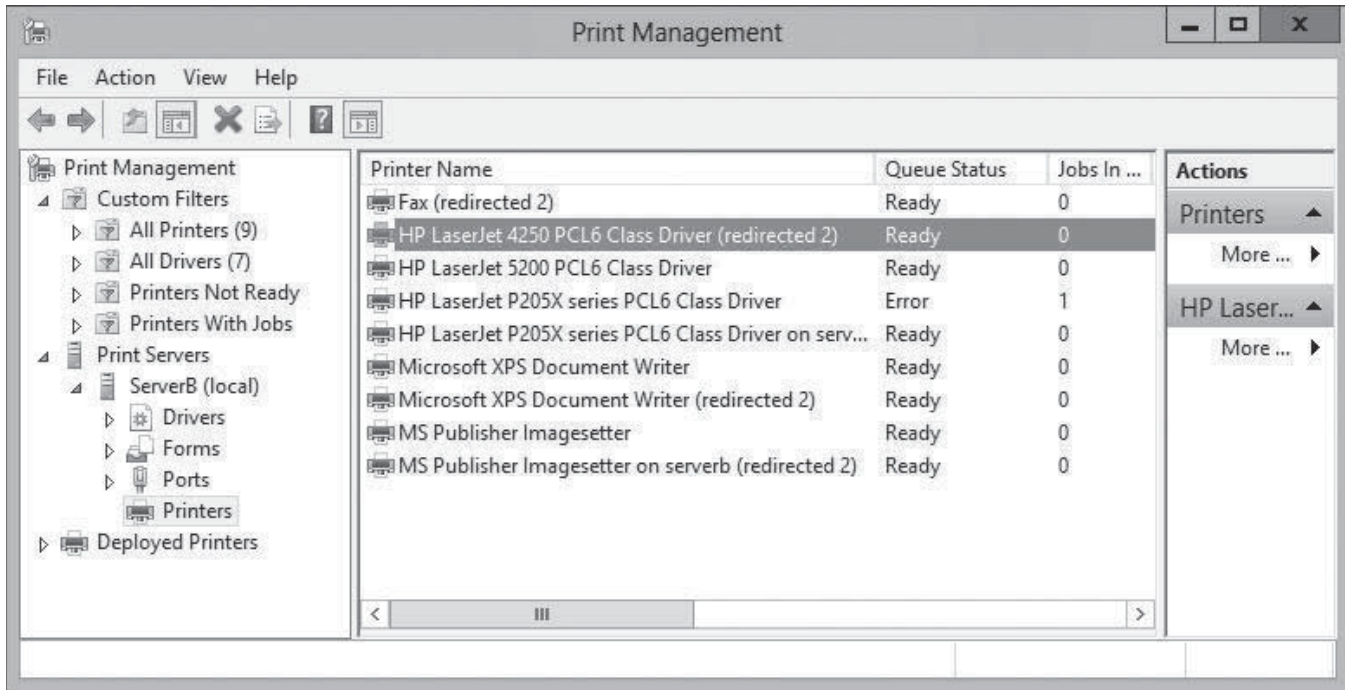 Print Management
File Action View Help
Print Management
Custom Filters
All Printers (9)
All Drivers (7)
Printers Not Ready
Printers With Jobs
Print Servers
ServerB (local)
Drivers
Forms
Ports
Printers
Deployed Printers
Printer Name Queue Status Jobs In ...
Fax (redirected 2) Ready 0
HP LaserJet 4250 PCL6 Class Driver (redirected 2) Ready 0
HP LaserJet 5200 PCL6 Class Driver Ready 0
HP LaserJet P205X series PCL6 Class Driver Error 1
HP LaserJet P205X series PCL6 Class Driver on serv... Ready 0
Microsoft XPS Document Writer Ready 0
Microsoft XPS Document Writer (redirected 2) Ready 0
MS Publisher Imagesetter Ready 0
MS Publisher Imagesetter on serverb (redirected 2) Ready 0
Actions
Printers
More ...
HP Laser...
More ...